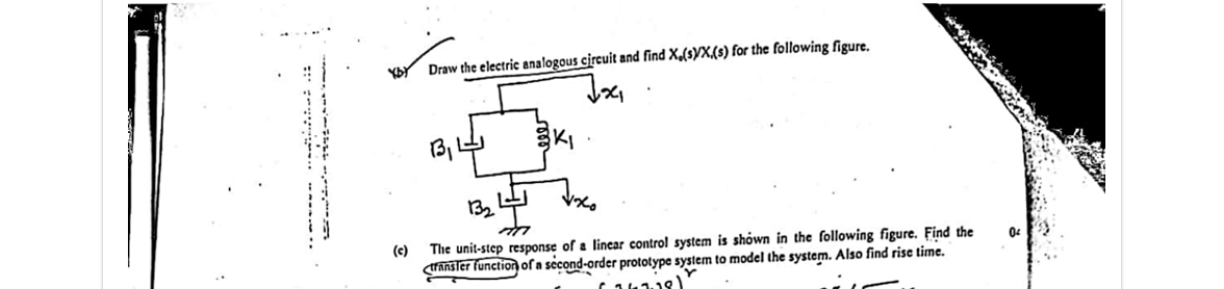 (b) Draw the electric analogous circuit and find X₀(s)/Xᵢ(s) for the following figure.
x₁
B₁ K₁
B₂ x₀
(c) The unit-step response of a linear control system is shown in the following figure. Find the
transfer function of a second-order prototype system to model the system. Also find rise time.